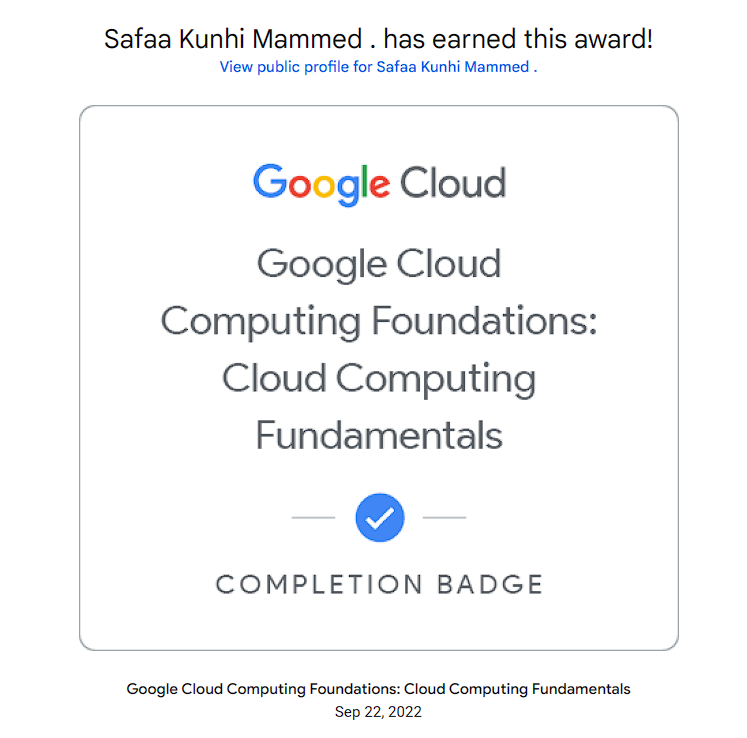 Safaa Kunhi Mammed . has earned this award!
View public profile for Safaa Kunhi Mammed .
Google Cloud
Google Cloud
Computing Foundations:
Cloud Computing
Fundamentals
COMPLETION BADGE
Google Cloud Computing Foundations: Cloud Computing Fundamentals
Sep 22, 2022